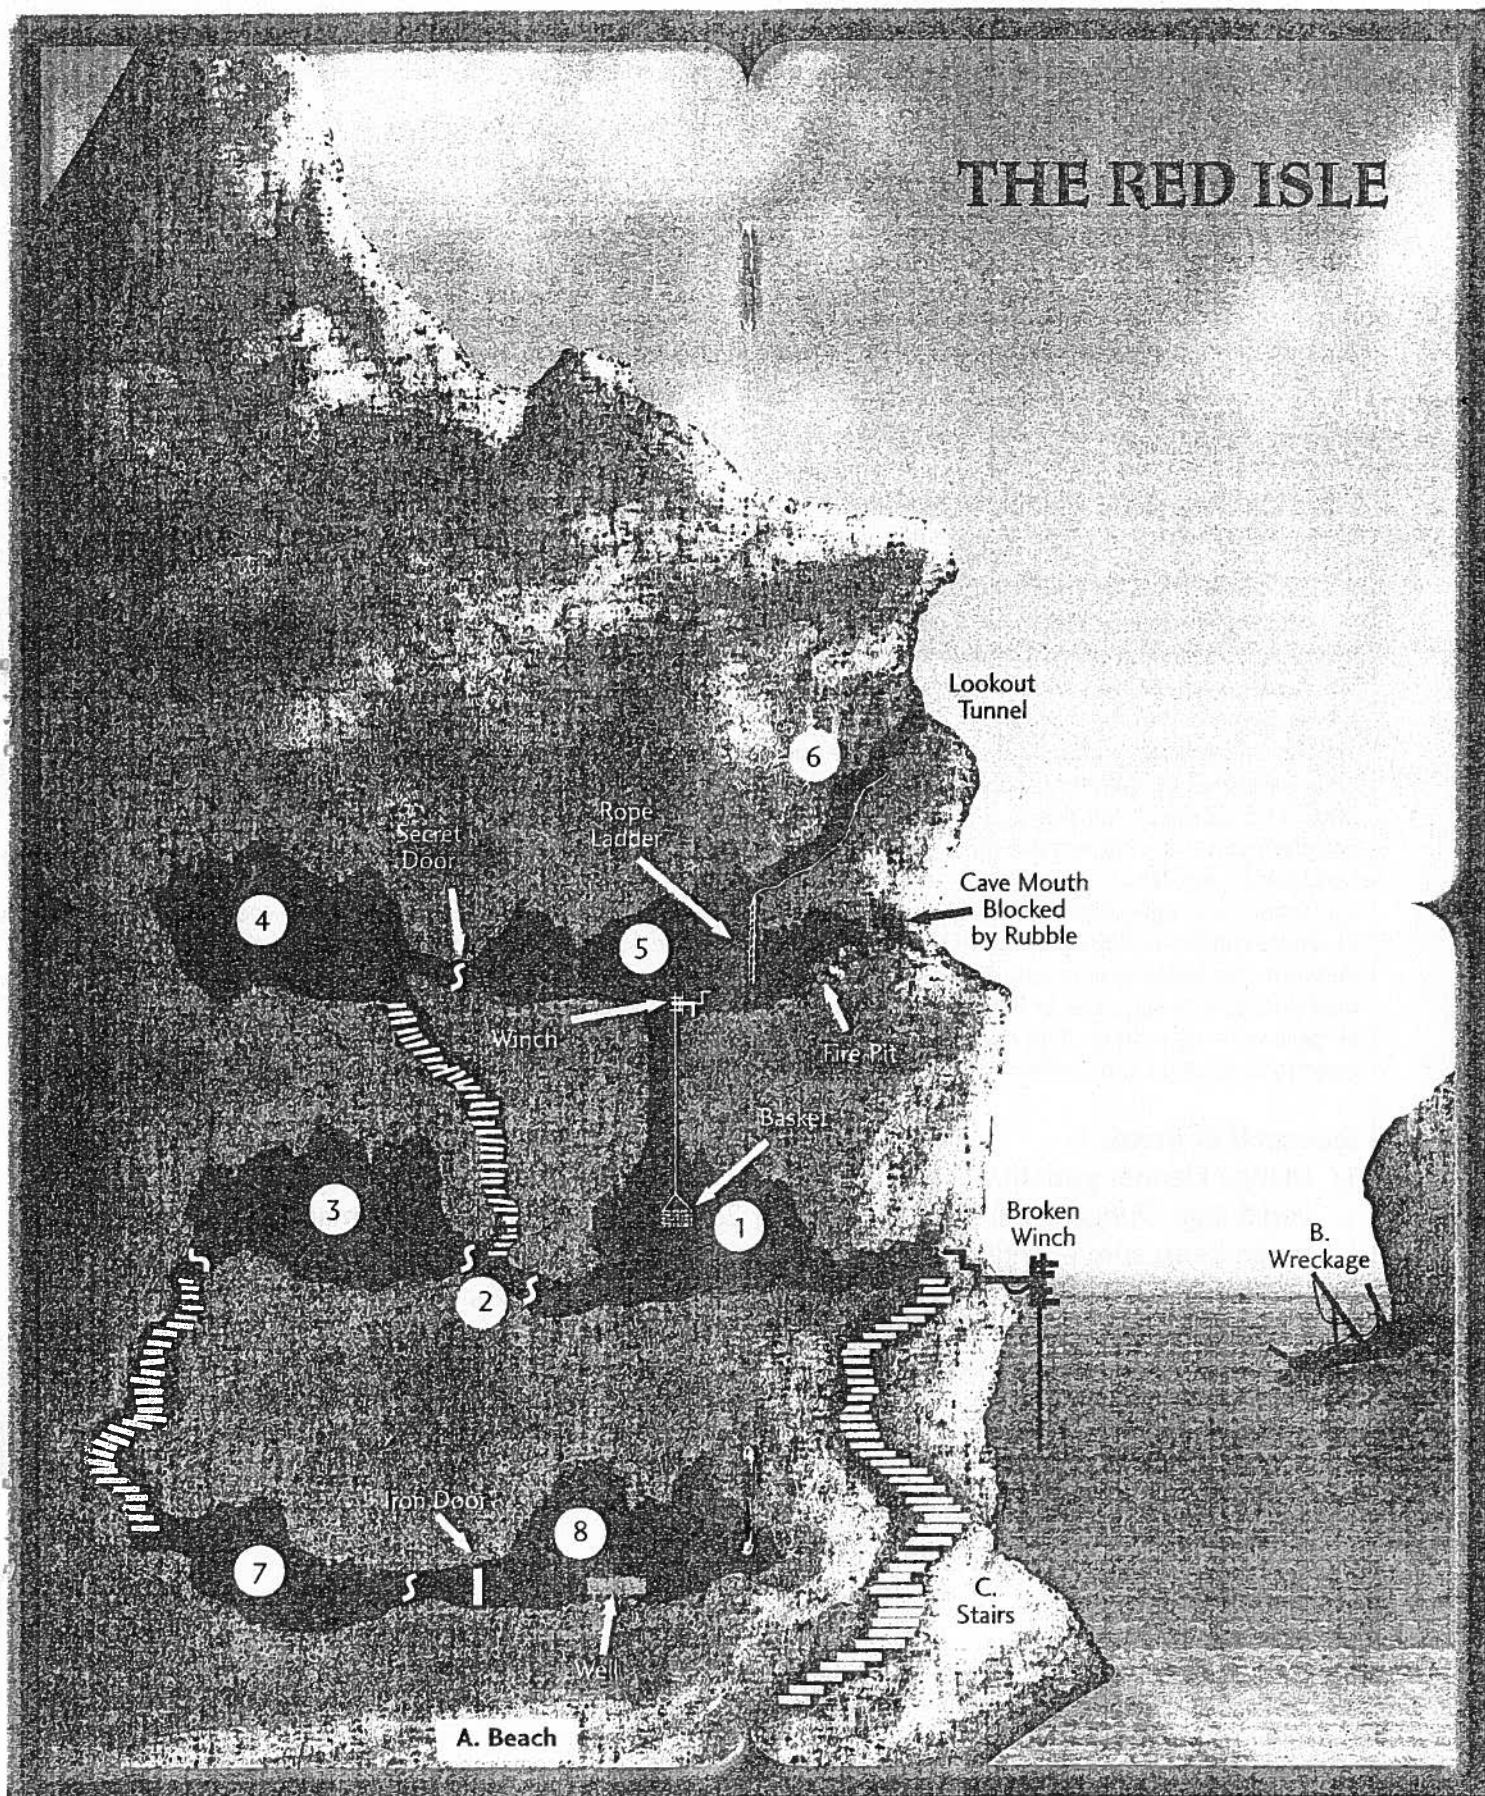 THE RED ISLE
Lookout
Tunnel
6
Rope
Ladder
Secret
Door
Cave Mouth
Blocked
by Rubble
4
5
Winch
Fire Pit
Basket
3
1
Broken
Winch
B.
Wreckage
2
Iron Door
8
7
C.
Stairs
Well
A. Beach